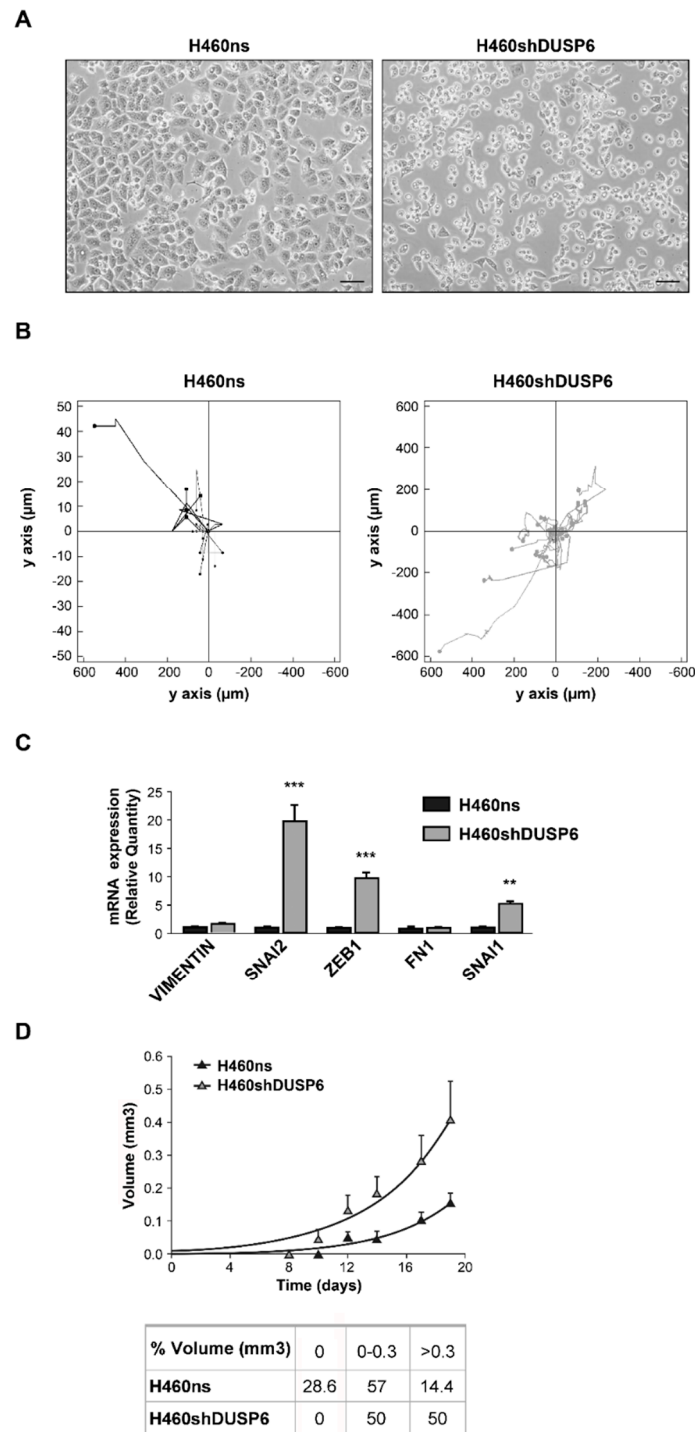 A
H460ns
H460shDUSP6
B
H460ns
H460shDUSP6
50
40
30
20
10
0
-10
-20
-30
-40
-50
y axis (µm)
600 400 200 0 -200 -400 -600
y axis (µm)
600
400
200
0
-200
-400
-600
y axis (µm)
600 400 200 0 -200 -400 -600
y axis (µm)
C
mRNA expression
(Relative Quantity)
25
20
15
10
5
0
***
***
**
H460ns
H460shDUSP6
VIMENTIN
SNAI2
ZEB1
FN1
SNAI1
D
Volume (mm3)
0.6
0.5
0.4
0.3
0.2
0.1
0.0
H460ns
H460shDUSP6
0 4 8 12 16 20
Time (days)
% Volume (mm3) 0 0-0.3 >0.3
H460ns 28.6 57 14.4
H460shDUSP6 0 50 50